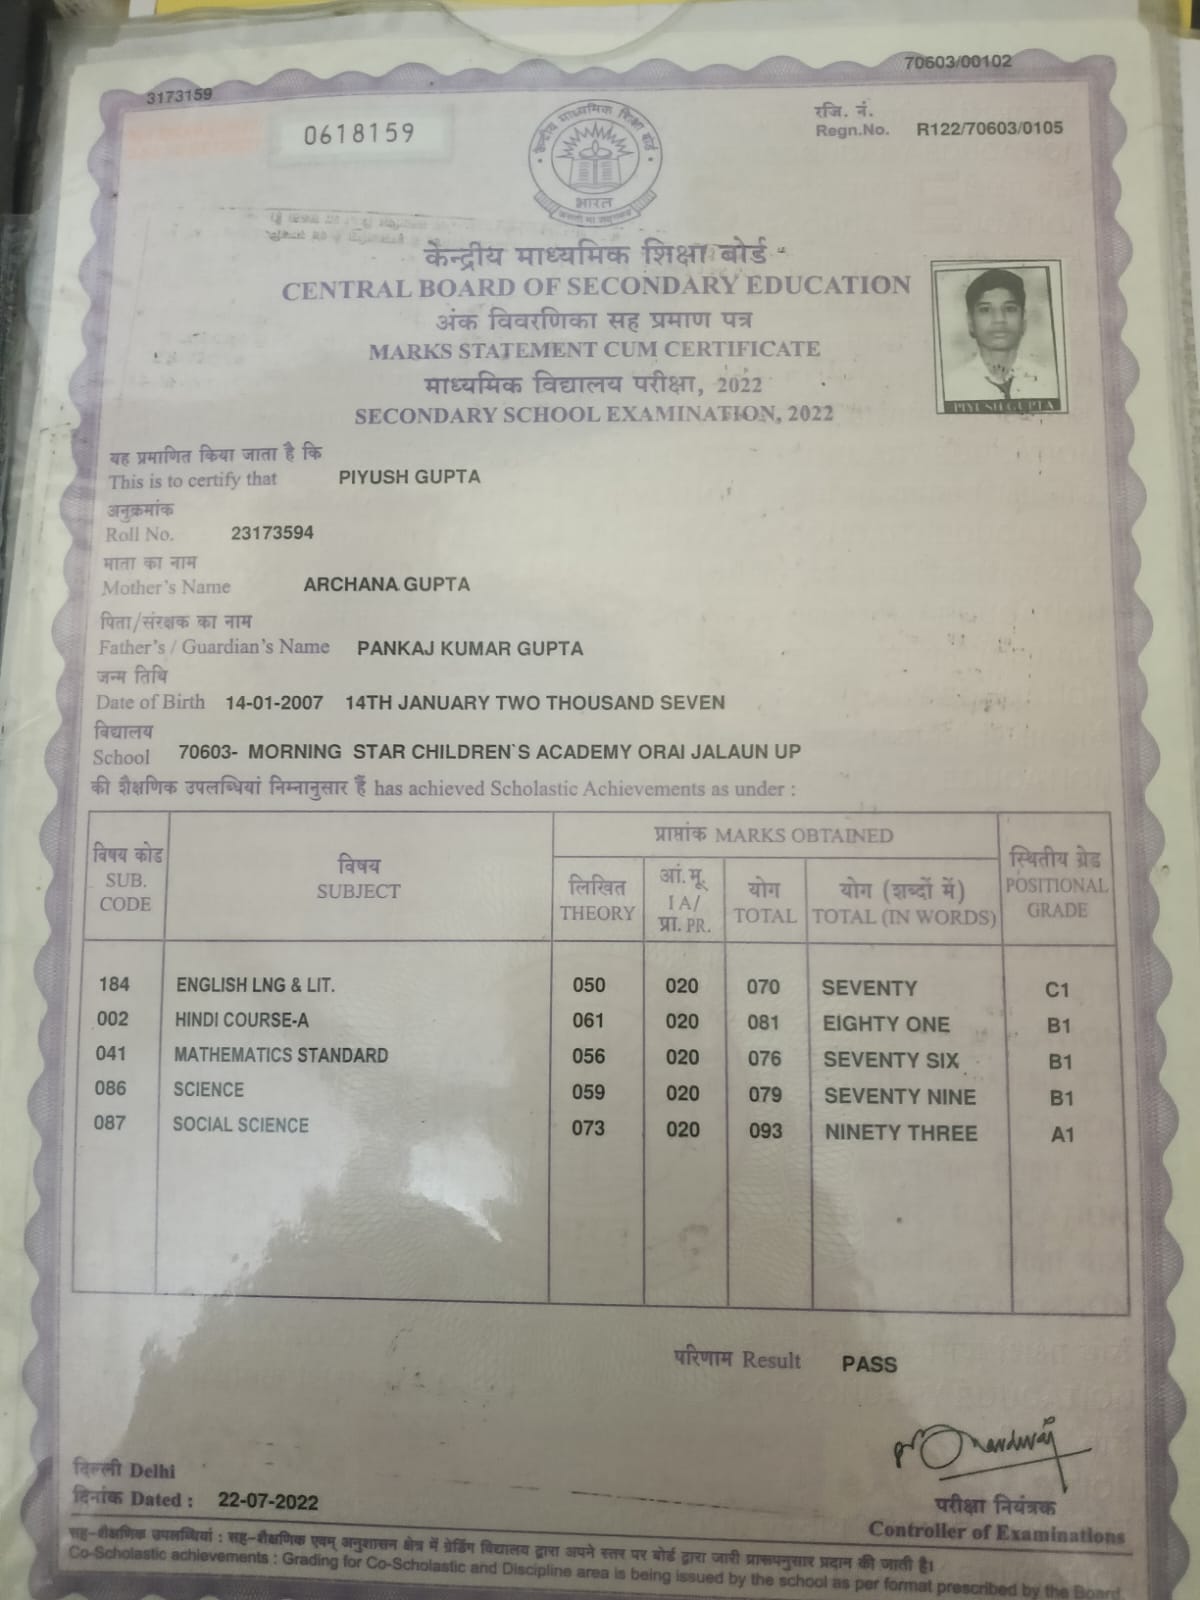 3173159
70603/00102
0618159
रजि. नं.
Regn.No. R122/70603/0105
केन्द्रीय माध्यमिक शिक्षा बोर्ड
भारत
केन्द्रीय माध्यमिक शिक्षा बोर्ड
CENTRAL BOARD OF SECONDARY EDUCATION
अंक विवरणिका सह प्रमाण पत्र
MARKS STATEMENT CUM CERTIFICATE
माध्यमिक विद्यालय परीक्षा, 2022
SECONDARY SCHOOL EXAMINATION, 2022
PIYUSH GUPTA
यह प्रमाणित किया जाता है कि
This is to certify that PIYUSH GUPTA
अनुक्रमांक
Roll No. 23173594
माता का नाम
Mother's Name ARCHANA GUPTA
पिता/संरक्षक का नाम
Father's / Guardian's Name PANKAJ KUMAR GUPTA
जन्म तिथि
Date of Birth 14-01-2007 14TH JANUARY TWO THOUSAND SEVEN
विद्यालय
School 70603- MORNING STAR CHILDREN`S ACADEMY ORAI JALAUN UP
की शैक्षणिक उपलब्धियां निम्नानुसार हैं has achieved Scholastic Achievements as under :
विषय कोड SUB. CODE विषय SUBJECT प्राप्तांक MARKS OBTAINED स्थितीय ग्रेड POSITIONAL GRADE
लिखित THEORY आं.मू. I A/ प्रा. PR. योग TOTAL योग (शब्दों में) TOTAL (IN WORDS)
184 ENGLISH LNG & LIT. 050 020 070 SEVENTY C1
002 HINDI COURSE-A 061 020 081 EIGHTY ONE B1
041 MATHEMATICS STANDARD 056 020 076 SEVENTY SIX B1
086 SCIENCE 059 020 079 SEVENTY NINE B1
087 SOCIAL SCIENCE 073 020 093 NINETY THREE A1
परिणाम Result PASS
दिल्ली Delhi
दिनांक Dated : 22-07-2022
परीक्षा नियंत्रक
Controller of Examinations
सह-शैक्षणिक उपलब्धियां : सह-शैक्षणिक एवम् अनुशासन क्षेत्र में ग्रेडिंग विद्यालय द्वारा अपने स्तर पर बोर्ड द्वारा जारी प्रारूपनुसार प्रदान की जाती है।
Co-Scholastic achievements : Grading for Co-Scholastic and Discipline area is being issued by the school as per format prescribed by the Board.